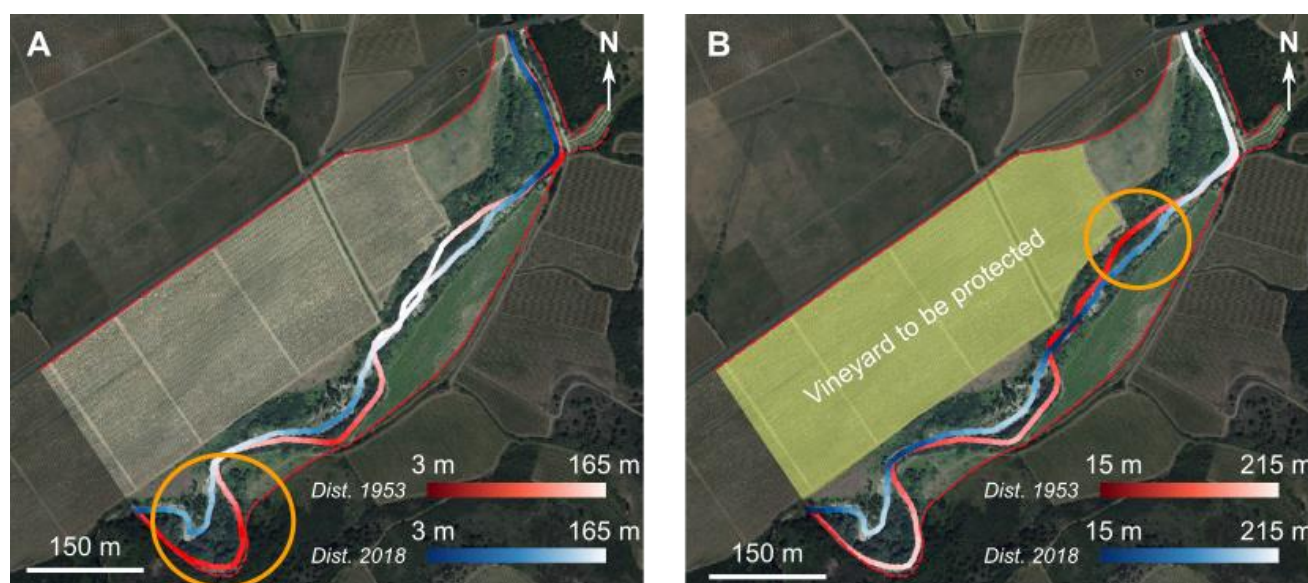 A
N
3 m 165 m
Dist. 1953
3 m 165 m
Dist. 2018
150 m
B
N
Vineyard to be protected
15 m 215 m
Dist. 1953
15 m 215 m
Dist. 2018
150 m